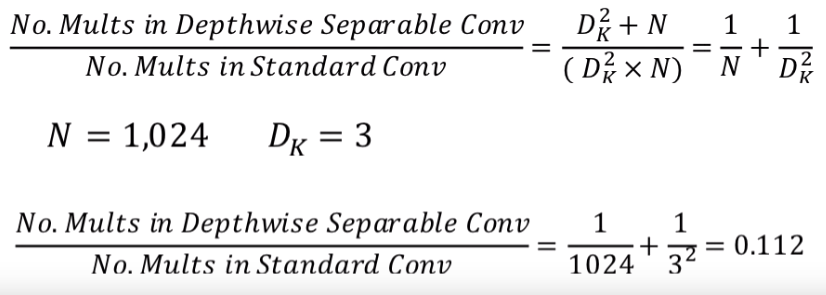 No. Mults in Depthwise Separable Conv / No. Mults in Standard Conv = D_K^2 + N / ( D_K^2 × N) = 1 / N + 1 / D_K^2
N = 1,024 D_K = 3
No. Mults in Depthwise Separable Conv / No. Mults in Standard Conv = 1 / 1024 + 1 / 3^2 = 0.112